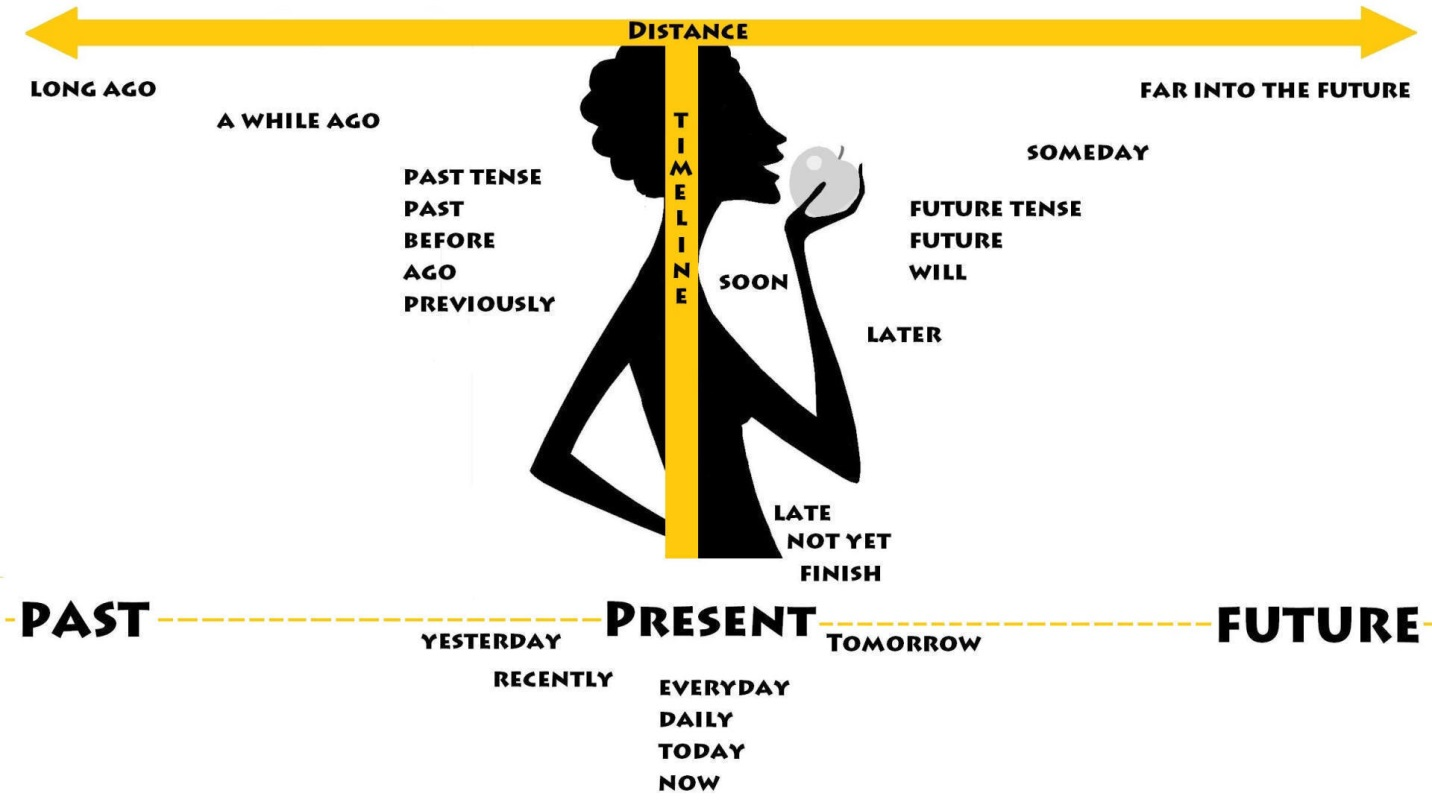 DISTANCE
LONG AGO
FAR INTO THE FUTURE
A WHILE AGO
TIMELINE
SOMEDAY
PAST TENSE
PAST
BEFORE
AGO
PREVIOUSLY
SOON
FUTURE TENSE
FUTURE
WILL
LATER
LATE
NOT YET
FINISH
PAST
PRESENT
FUTURE
YESTERDAY
TOMORROW
RECENTLY
EVERYDAY
DAILY
TODAY
NOW